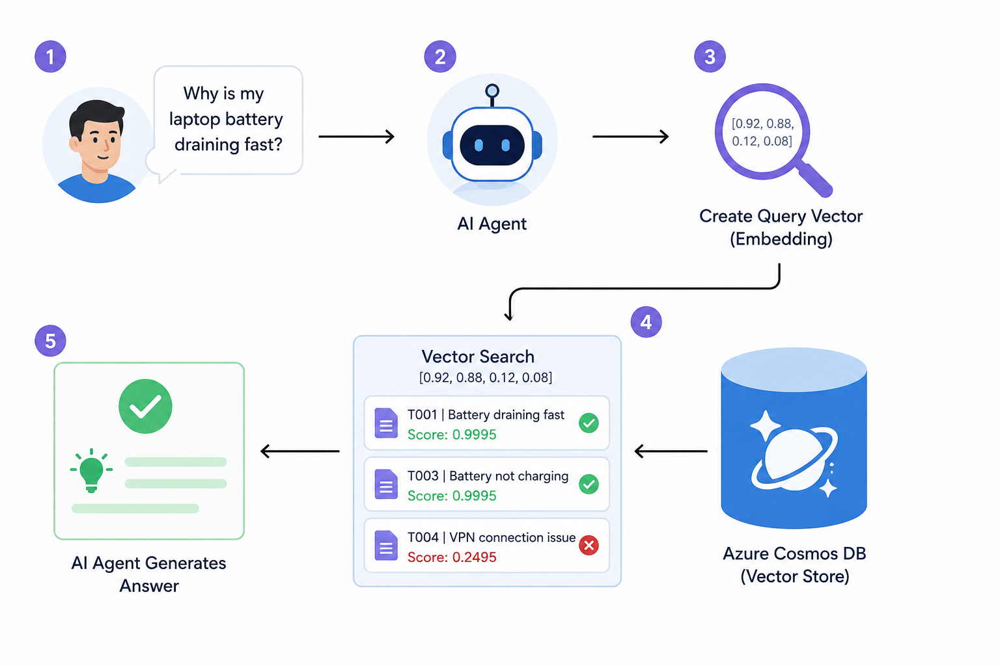 1
Why is my
laptop battery
draining fast?
2
AI Agent
3
[0.92, 0.88,
0.12, 0.08]
Create Query Vector
(Embedding)
4
Vector Search
[0.92, 0.88, 0.12, 0.08]
T001 | Battery draining fast
Score: 0.9995
T003 | Battery not charging
Score: 0.9995
T004 | VPN connection issue
Score: 0.2495
Azure Cosmos DB
(Vector Store)
5
AI Agent Generates
Answer